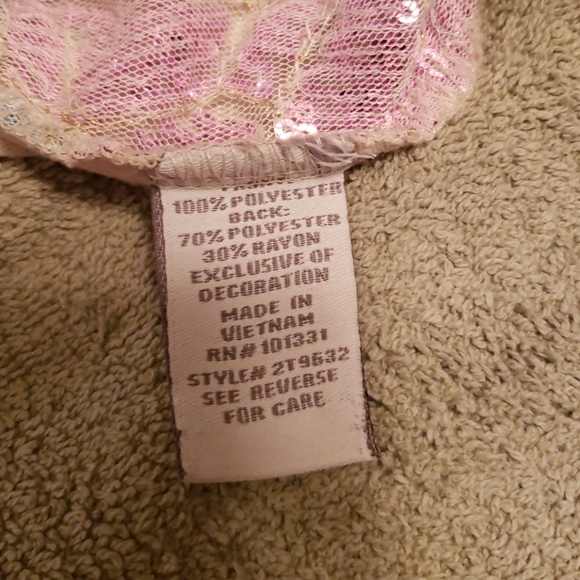 100% POLYESTER
BACK:
70% POLYESTER
30% RAYON
EXCLUSIVE OF
DECORATION
MADE IN
VIETNAM
RN# 101331
STYLE# 2T9632
SEE REVERSE
FOR CARE